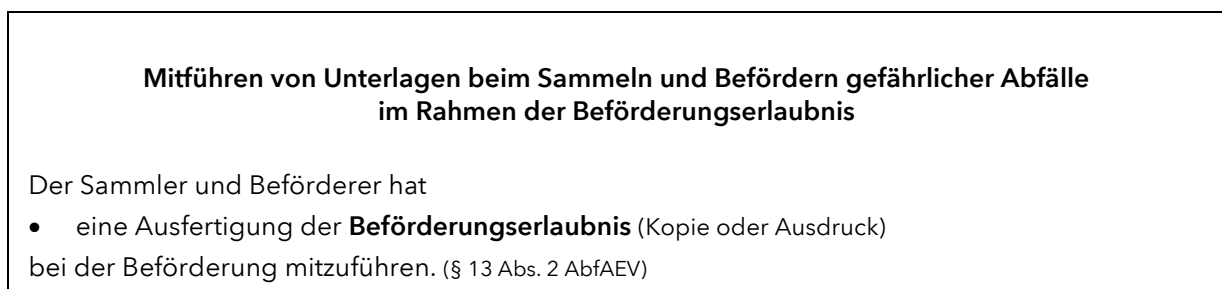 Mitführen von Unterlagen beim Sammeln und Befördern gefährlicher Abfälle
im Rahmen der Beförderungserlaubnis
Der Sammler und Beförderer hat
• eine Ausfertigung der Beförderungserlaubnis (Kopie oder Ausdruck)
bei der Beförderung mitzuführen. (§ 13 Abs. 2 AbfAEV)